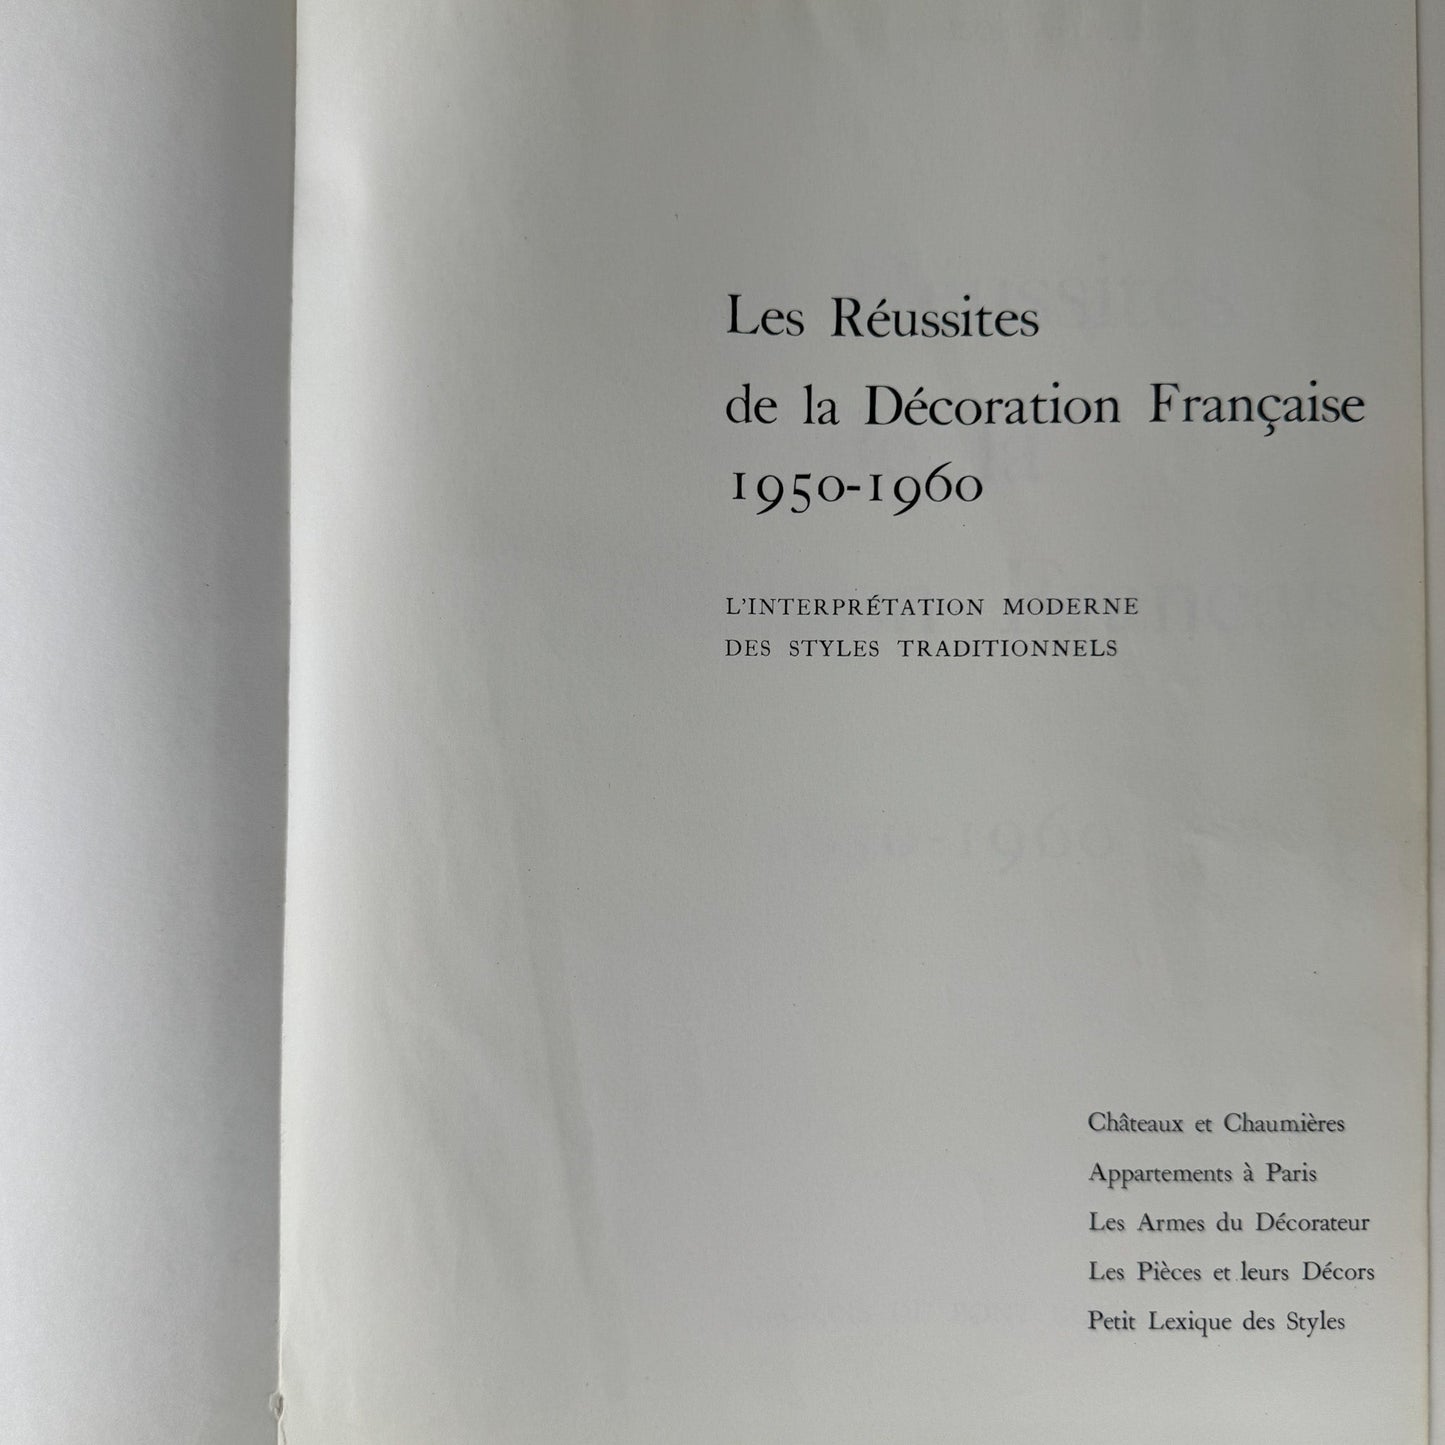 Les Réussites
de la Décoration Française
1950-1960
L'INTERPRÉTATION MODERNE
DES STYLES TRADITIONNELS
Châteaux et Chaumières
Appartements à Paris
Les Armes du Décorateur
Les Pièces et leurs Décors
Petit Lexique des Styles